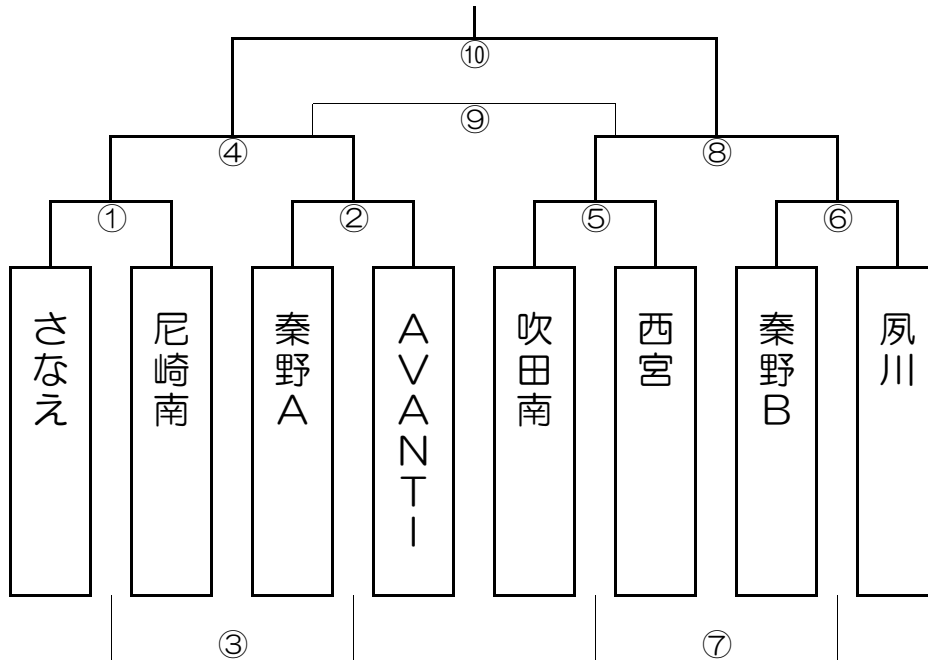 ⑩
⑨
④
⑧
①
②
⑤
⑥
さなえ
尼崎南
秦野A
AVANTI
吹田南
西宮
秦野B
夙川
③
⑦